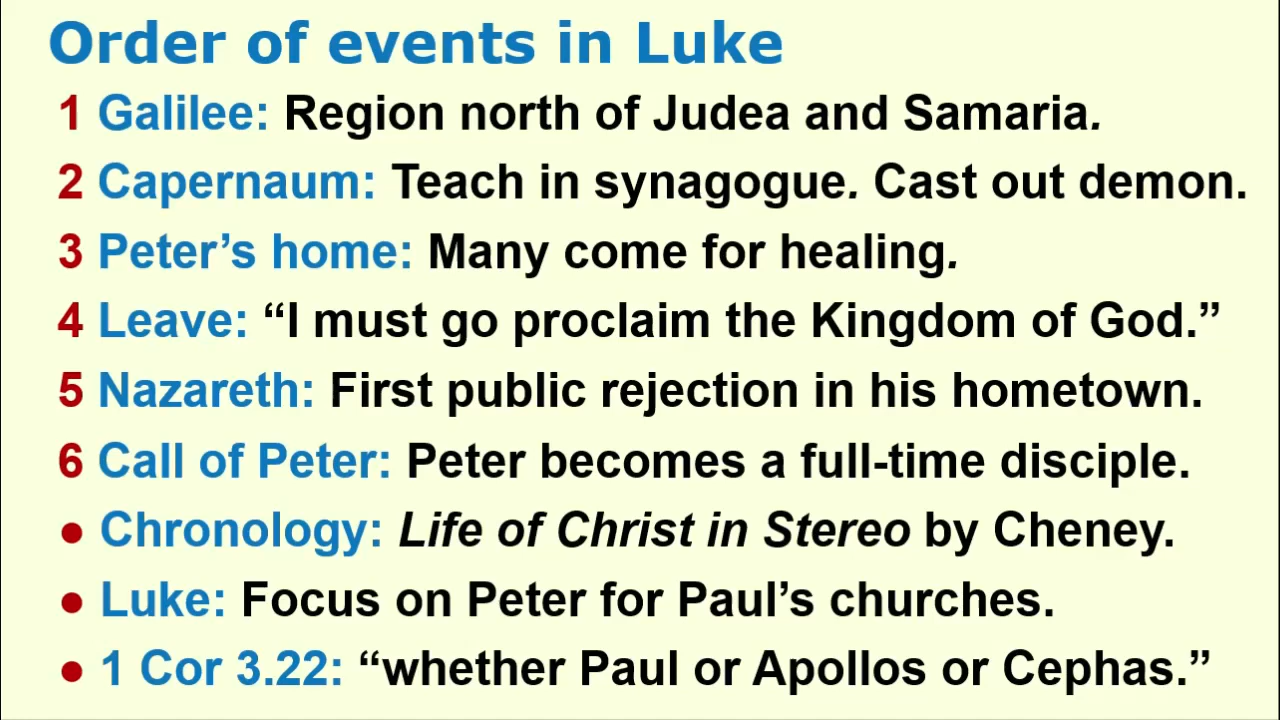 Order of events in Luke
1 Galilee: Region north of Judea and Samaria.
2 Capernaum: Teach in synagogue. Cast out demon.
3 Peter’s home: Many come for healing.
4 Leave: “I must go proclaim the Kingdom of God.”
5 Nazareth: First public rejection in his hometown.
6 Call of Peter: Peter becomes a full-time disciple.
● Chronology: Life of Christ in Stereo by Cheney.
● Luke: Focus on Peter for Paul’s churches.
● 1 Cor 3.22: “whether Paul or Apollos or Cephas.”